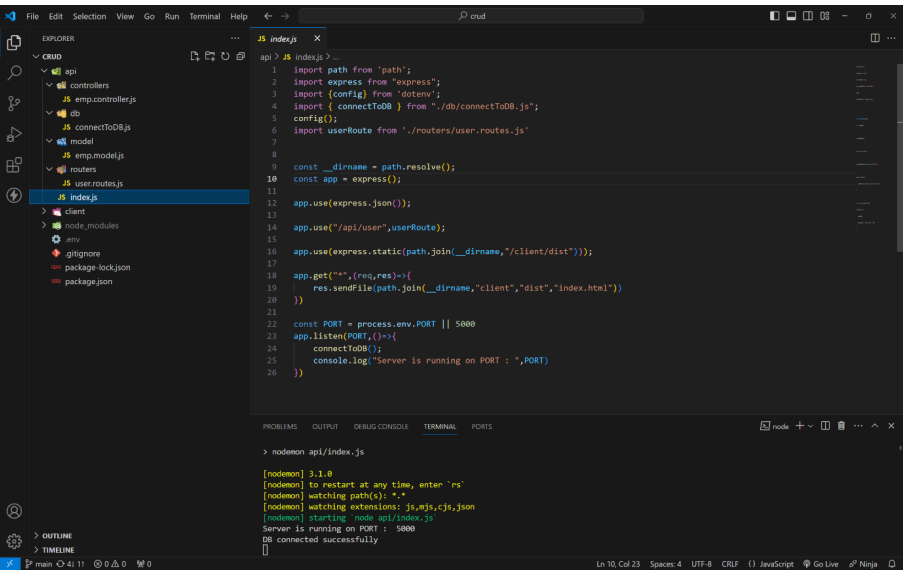 File Edit Selection View Go Run Terminal Help
crud
EXPLORER
CRUD
api
controllers
JS emp.controller.js
db
JS connectToDB.js
model
JS emp.model.js
routers
JS user.routes.js
JS index.js
client
node_modules
.env
.gitignore
package-lock.json
package.json
OUTLINE
TIMELINE
JS index.js
api > JS index.js > ...
1 import path from 'path';
2 import express from "express";
3 import {config} from 'dotenv';
4 import { connectToDB } from "./db/connectToDB.js";
5 config();
6 import userRoute from './routers/user.routes.js'
7
8
9 const __dirname = path.resolve();
10 const app = express();
11
12 app.use(express.json());
13
14 app.use("/api/user",userRoute);
15
16 app.use(express.static(path.join(__dirname,"/client/dist")));
17
18 app.get("*",(req,res)=>{
19 res.sendFile(path.join(__dirname,"client","dist","index.html"))
20 })
21
22 const PORT = process.env.PORT || 5000
23 app.listen(PORT,()=>{
24 connectToDB();
25 console.log("Server is running on PORT : ",PORT)
26 })
PROBLEMS OUTPUT DEBUG CONSOLE TERMINAL PORTS
node
> nodemon api/index.js
[nodemon] 3.1.0
[nodemon] to restart at any time, enter `rs`
[nodemon] watching path(s): *.*
[nodemon] watching extensions: js,mjs,cjs,json
[nodemon] starting `node api/index.js`
Server is running on PORT : 5000
DB connected successfully
main 4↓ 1↑ 0 0 0 0 Ln 10, Col 23 Spaces: 4 UTF-8 CRLF {} JavaScript Go Live Ninja